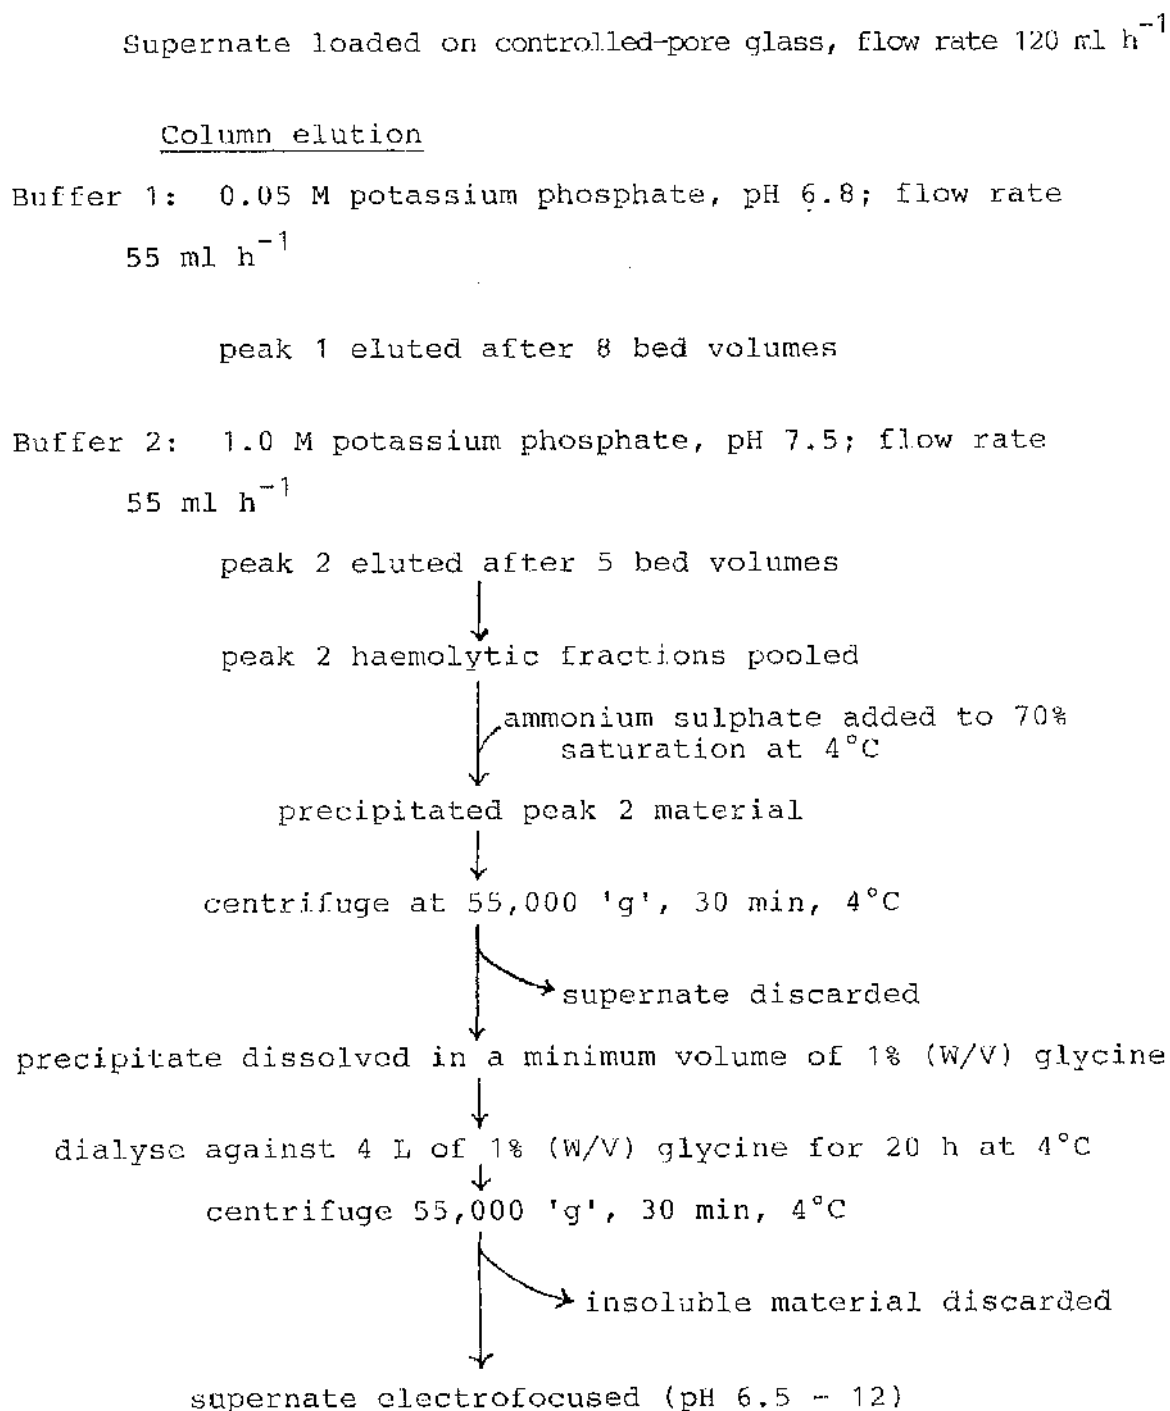 Supernate loaded on controlled-pore glass, flow rate 120 ml h⁻¹
Column elution
Buffer 1: 0.05 M potassium phosphate, pH 6.8; flow rate
55 ml h⁻¹
peak 1 eluted after 8 bed volumes
Buffer 2: 1.0 M potassium phosphate, pH 7.5; flow rate
55 ml h⁻¹
peak 2 eluted after 5 bed volumes
peak 2 haemolytic fractions pooled
ammonium sulphate added to 70%
saturation at 4°C
precipitated peak 2 material
centrifuge at 55,000 'g', 30 min, 4°C
supernate discarded
precipitate dissolved in a minimum volume of 1% (W/V) glycine
dialyse against 4 L of 1% (W/V) glycine for 20 h at 4°C
centrifuge 55,000 'g', 30 min, 4°C
insoluble material discarded
supernate electrofocused (pH 6.5 - 12)